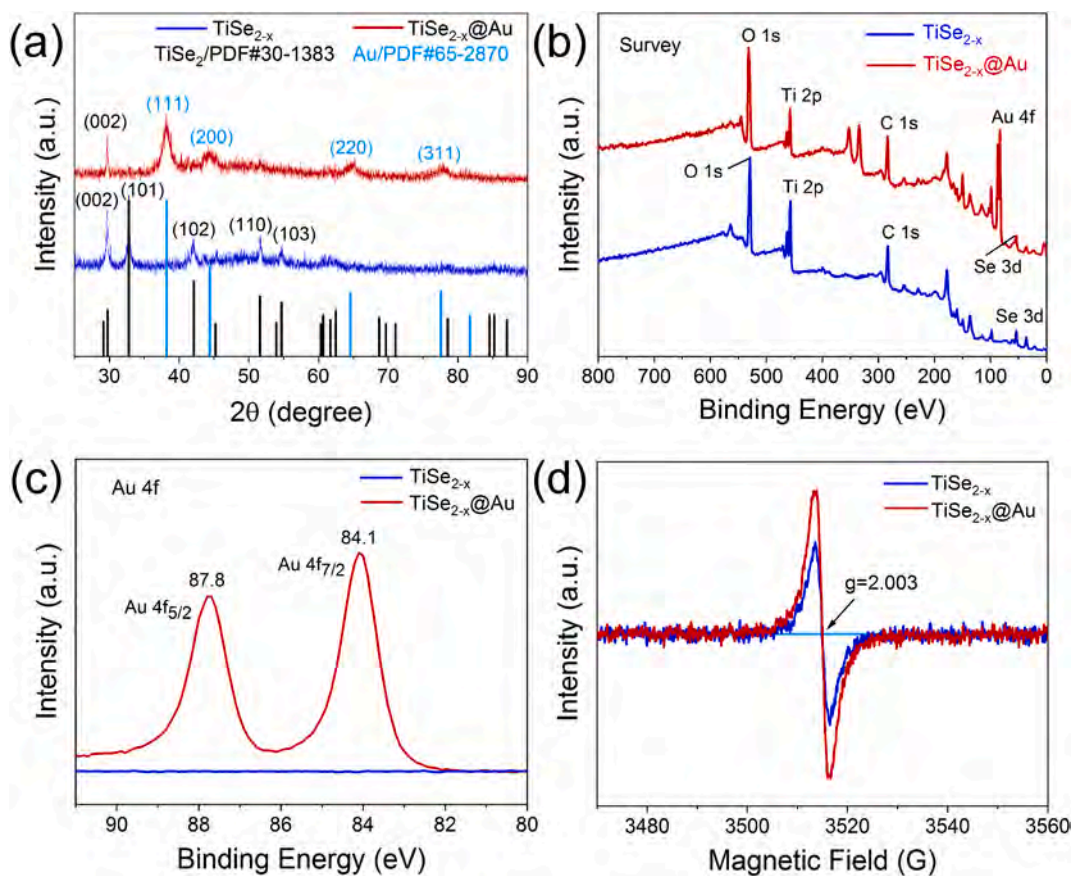 (a)
TiSe2-x
TiSe2-x@Au
TiSe2/PDF#30-1383
Au/PDF#65-2870
(111)
(002)
(200)
(220)
(311)
(002)
(101)
(102)
(110)
(103)
Intensity (a.u.)
30 40 50 60 70 80 90
2θ (degree)
(b)
Survey
TiSe2-x
TiSe2-x@Au
O 1s
Ti 2p
C 1s
Au 4f
O 1s
Ti 2p
C 1s
Se 3d
Se 3d
Intensity (a.u.)
800 700 600 500 400 300 200 100 0
Binding Energy (eV)
(c)
Au 4f
TiSe2-x
TiSe2-x@Au
84.1
Au 4f7/2
87.8
Au 4f5/2
Intensity (a.u.)
90 88 86 84 82 80
Binding Energy (eV)
(d)
TiSe2-x
TiSe2-x@Au
g=2.003
Intensity (a.u.)
3480 3500 3520 3540 3560
Magnetic Field (G)